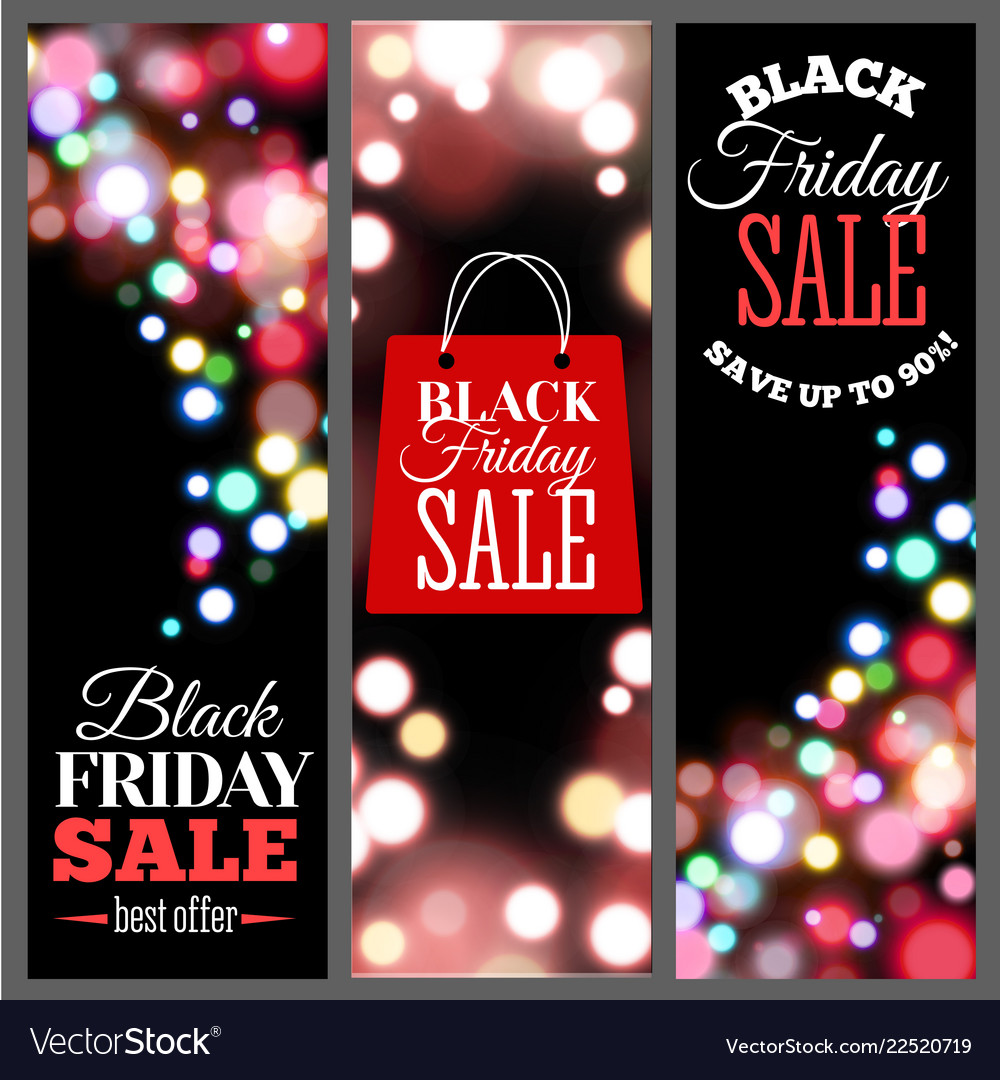 Black
FRIDAY
SALE
best offer
BLACK
Friday
SALE
BLACK
Friday
SALE
SAVE UP TO 90%!
VectorStock®
VectorStock.com/22520719